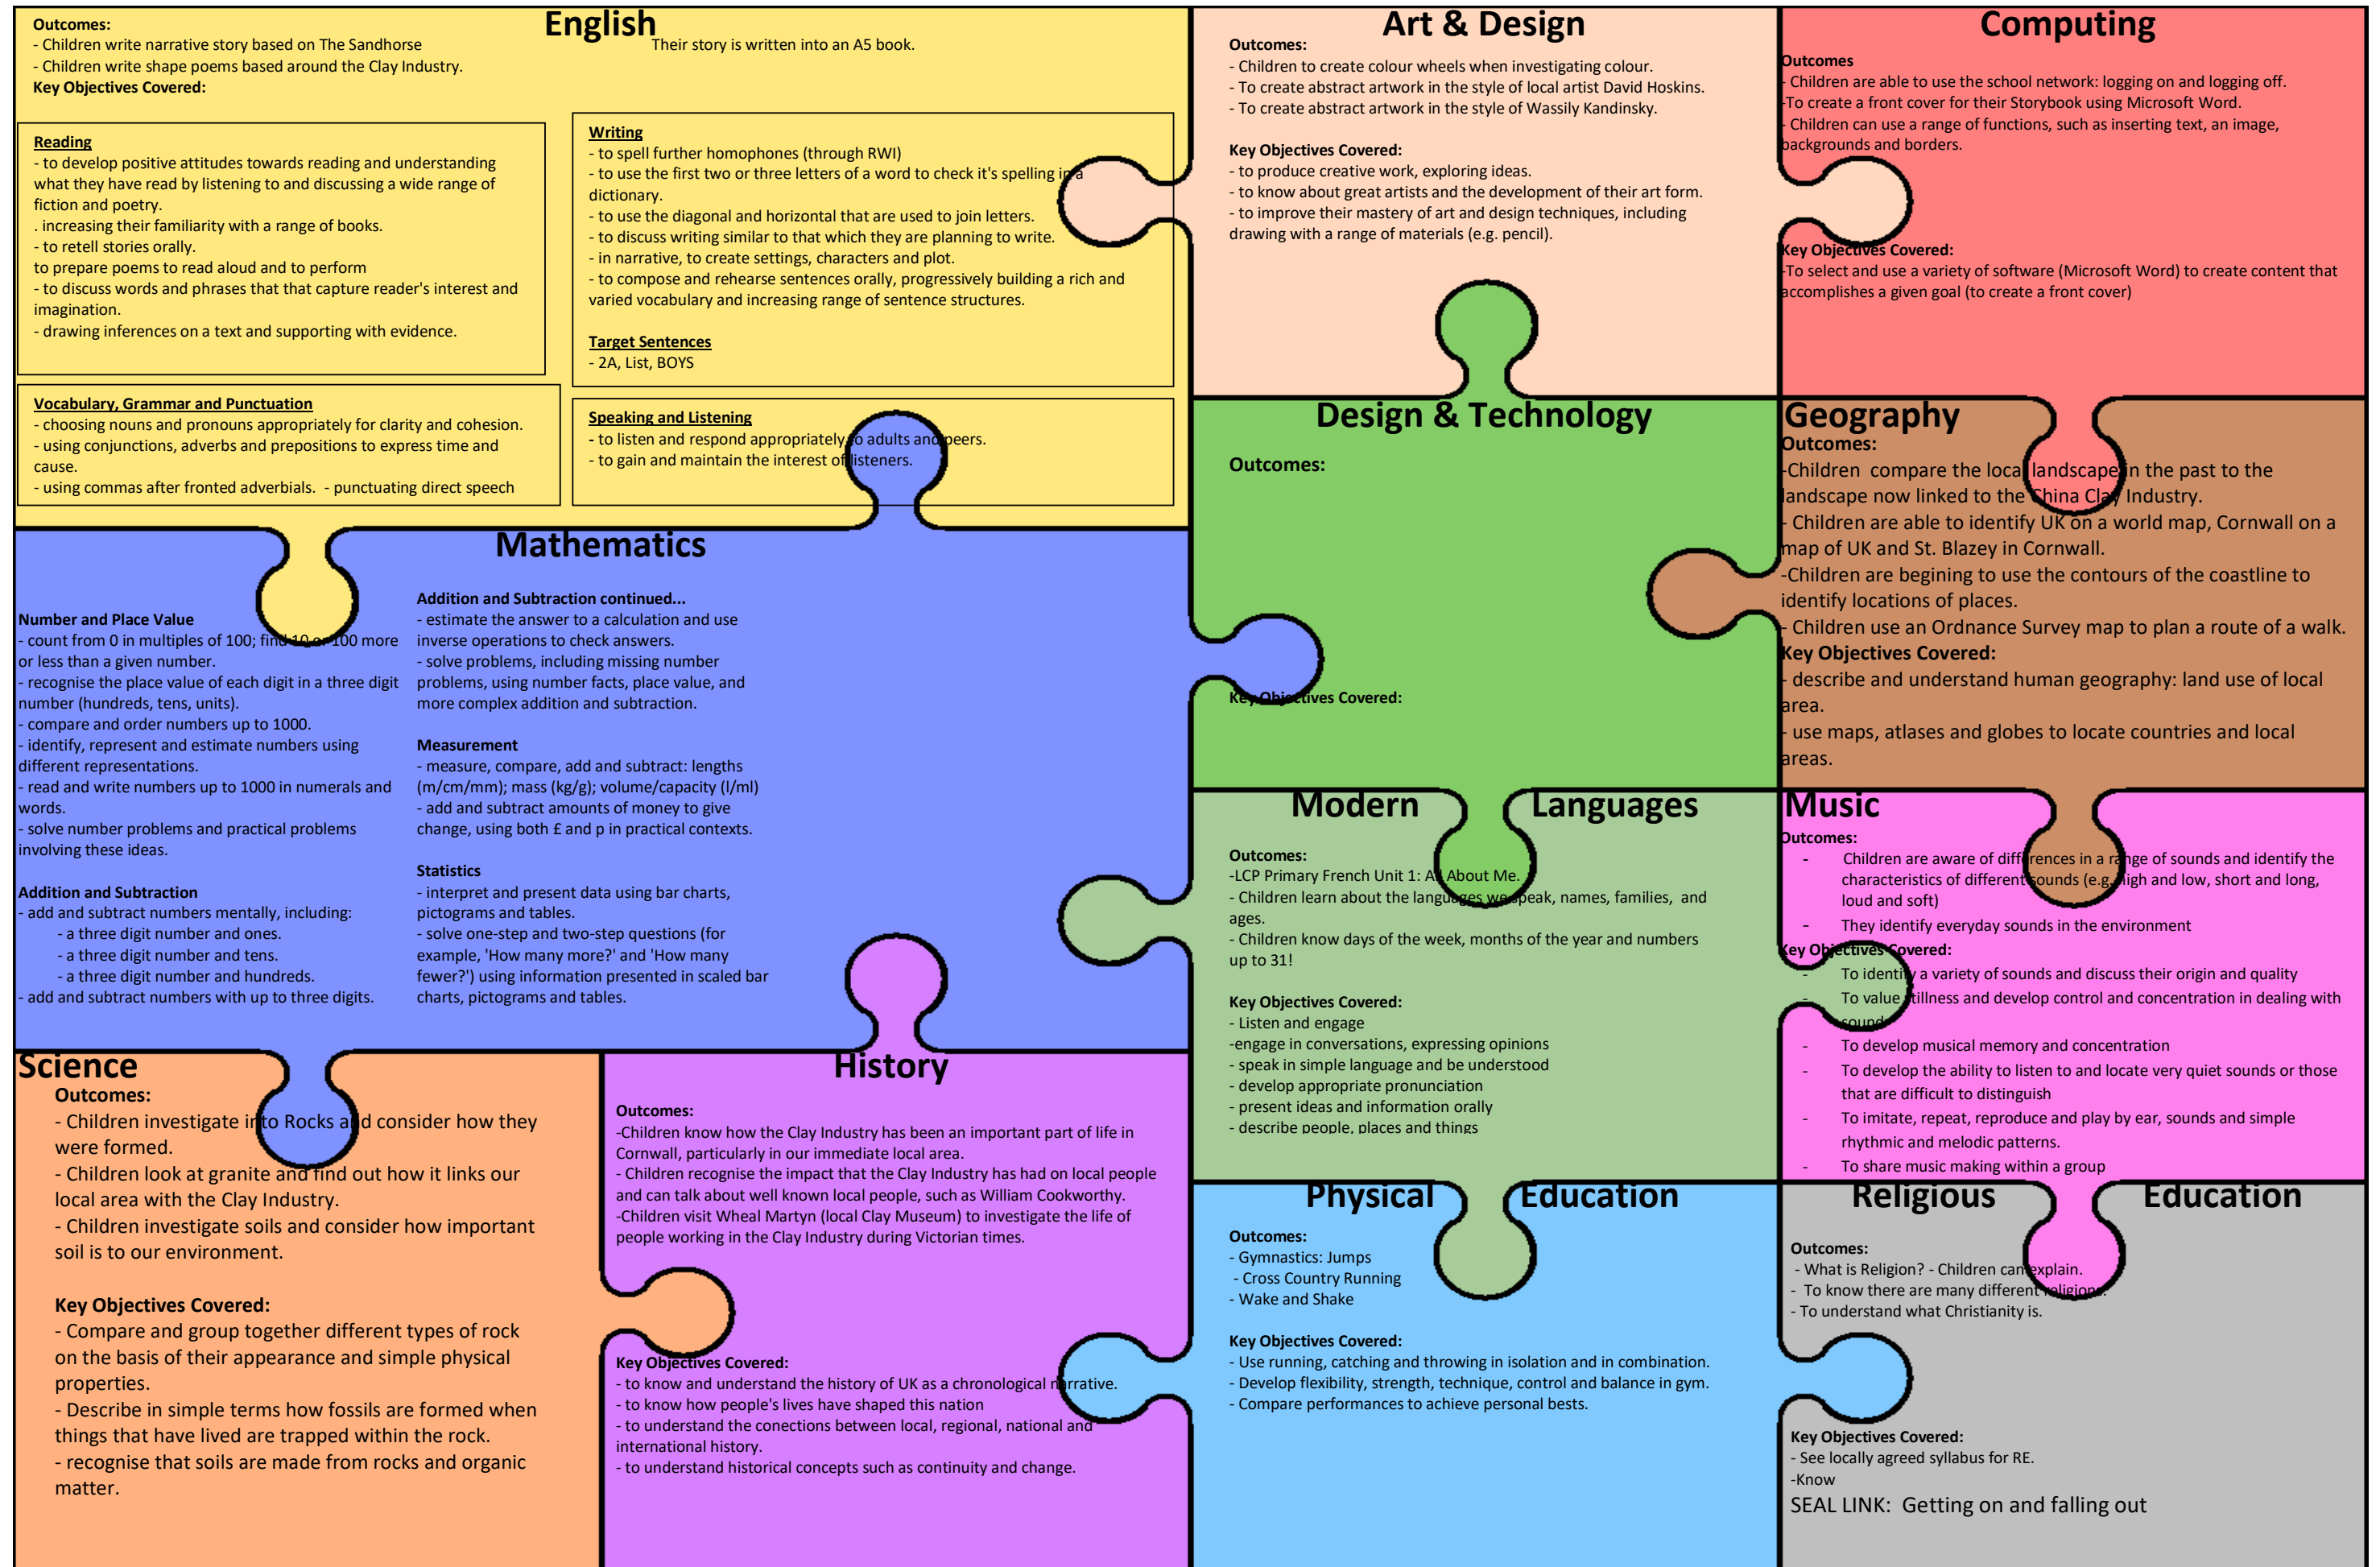 English
Outcomes:
- Children write narrative story based on The Sandhorse
Their story is written into an A5 book.
- Children write shape poems based around the Clay Industry.
Key Objectives Covered:
Reading
- to develop positive attitudes towards reading and understanding
what they have read by listening to and discussing a wide range of
fiction and poetry.
. increasing their familiarity with a range of books.
- to retell stories orally.
to prepare poems to read aloud and to perform
- to discuss words and phrases that that capture reader's interest and
imagination.
- drawing inferences on a text and supporting with evidence.
Writing
- to spell further homophones (through RWI)
- to use the first two or three letters of a word to check it's spelling in a
dictionary.
- to use the diagonal and horizontal that are used to join letters.
- to discuss writing similar to that which they are planning to write.
- in narrative, to create settings, characters and plot.
- to compose and rehearse sentences orally, progressively building a rich and
varied vocabulary and increasing range of sentence structures.
Target Sentences
- 2A, List, BOYS
Vocabulary, Grammar and Punctuation
- choosing nouns and pronouns appropriately for clarity and cohesion.
- using conjunctions, adverbs and prepositions to express time and
cause.
- using commas after fronted adverbials.  - punctuating direct speech
Speaking and Listening
- to listen and respond appropriately to adults and peers.
- to gain and maintain the interest of listeners.
Art & Design
Outcomes:
- Children to create colour wheels when investigating colour.
- To create abstract artwork in the style of local artist David Hoskins.
- To create abstract artwork in the style of Wassily Kandinsky.
Key Objectives Covered:
- to produce creative work, exploring ideas.
- to know about great artists and the development of their art form.
- to improve their mastery of art and design techniques, including
drawing with a range of materials (e.g. pencil).
Computing
Outcomes
- Children are able to use the school network: logging on and logging off.
-To create a front cover for their Storybook using Microsoft Word.
- Children can use a range of functions, such as inserting text, an image,
backgrounds and borders.
Key Objectives Covered:
-To select and use a variety of software (Microsoft Word) to create content that
accomplishes a given goal (to create a front cover)
Design & Technology
Outcomes:
Key Objectives Covered:
Geography
Outcomes:
-Children  compare the local landscape in the past to the
landscape now linked to the China Clay Industry.
- Children are able to identify UK on a world map, Cornwall on a
map of UK and St. Blazey in Cornwall.
-Children are begining to use the contours of the coastline to
identify locations of places.
- Children use an Ordnance Survey map to plan a route of a walk.
Key Objectives Covered:
- describe and understand human geography: land use of local
area.
- use maps, atlases and globes to locate countries and local
areas.
Mathematics
Number and Place Value
- count from 0 in multiples of 100; find 10 or 100 more
or less than a given number.
- recognise the place value of each digit in a three digit
number (hundreds, tens, units).
- compare and order numbers up to 1000.
- identify, represent and estimate numbers using
different representations.
- read and write numbers up to 1000 in numerals and
words.
- solve number problems and practical problems
involving these ideas.
Addition and Subtraction
- add and subtract numbers mentally, including:
- a three digit number and ones.
- a three digit number and tens.
- a three digit number and hundreds.
- add and subtract numbers with up to three digits.
Addition and Subtraction continued...
- estimate the answer to a calculation and use
inverse operations to check answers.
- solve problems, including missing number
problems, using number facts, place value, and
more complex addition and subtraction.
Measurement
- measure, compare, add and subtract: lengths
(m/cm/mm); mass (kg/g); volume/capacity (l/ml)
- add and subtract amounts of money to give
change, using both £ and p in practical contexts.
Statistics
- interpret and present data using bar charts,
pictograms and tables.
- solve one-step and two-step questions (for
example, 'How many more?' and 'How many
fewer?') using information presented in scaled bar
charts, pictograms and tables.
Modern Languages
Outcomes:
-LCP Primary French Unit 1: All About Me.
- Children learn about the languages we speak, names, families,  and
ages.
- Children know days of the week, months of the year and numbers
up to 31!
Key Objectives Covered:
- Listen and engage
-engage in conversations, expressing opinions
- speak in simple language and be understood
- develop appropriate pronunciation
- present ideas and information orally
- describe people, places and things
Music
Outcomes:
- Children are aware of differences in a range of sounds and identify the
characteristics of different sounds (e.g. high and low, short and long,
loud and soft)
- They identify everyday sounds in the environment
Key Objectives Covered:
- To identify a variety of sounds and discuss their origin and quality
- To value stillness and develop control and concentration in dealing with
sound
- To develop musical memory and concentration
- To develop the ability to listen to and locate very quiet sounds or those
that are difficult to distinguish
- To imitate, repeat, reproduce and play by ear, sounds and simple
rhythmic and melodic patterns.
- To share music making within a group
Science
Outcomes:
- Children investigate into Rocks and consider how they
were formed.
- Children look at granite and find out how it links our
local area with the Clay Industry.
- Children investigate soils and consider how important
soil is to our environment.
Key Objectives Covered:
- Compare and group together different types of rock
on the basis of their appearance and simple physical
properties.
- Describe in simple terms how fossils are formed when
things that have lived are trapped within the rock.
- recognise that soils are made from rocks and organic
matter.
History
Outcomes:
-Children know how the Clay Industry has been an important part of life in
Cornwall, particularly in our immediate local area.
- Children recognise the impact that the Clay Industry has had on local people
and can talk about well known local people, such as William Cookworthy.
-Children visit Wheal Martyn (local Clay Museum) to investigate the life of
people working in the Clay Industry during Victorian times.
Key Objectives Covered:
- to know and understand the history of UK as a chronological narrative.
- to know how people's lives have shaped this nation
- to understand the conections between local, regional, national and
international history.
- to understand historical concepts such as continuity and change.
Physical Education
Outcomes:
- Gymnastics: Jumps
- Cross Country Running
- Wake and Shake
Key Objectives Covered:
- Use running, catching and throwing in isolation and in combination.
- Develop flexibility, strength, technique, control and balance in gym.
- Compare performances to achieve personal bests.
Religious Education
Outcomes:
- What is Religion? - Children can explain.
-  To know there are many different religions.
- To understand what Christianity is.
Key Objectives Covered:
- See locally agreed syllabus for RE.
-Know
SEAL LINK:  Getting on and falling out